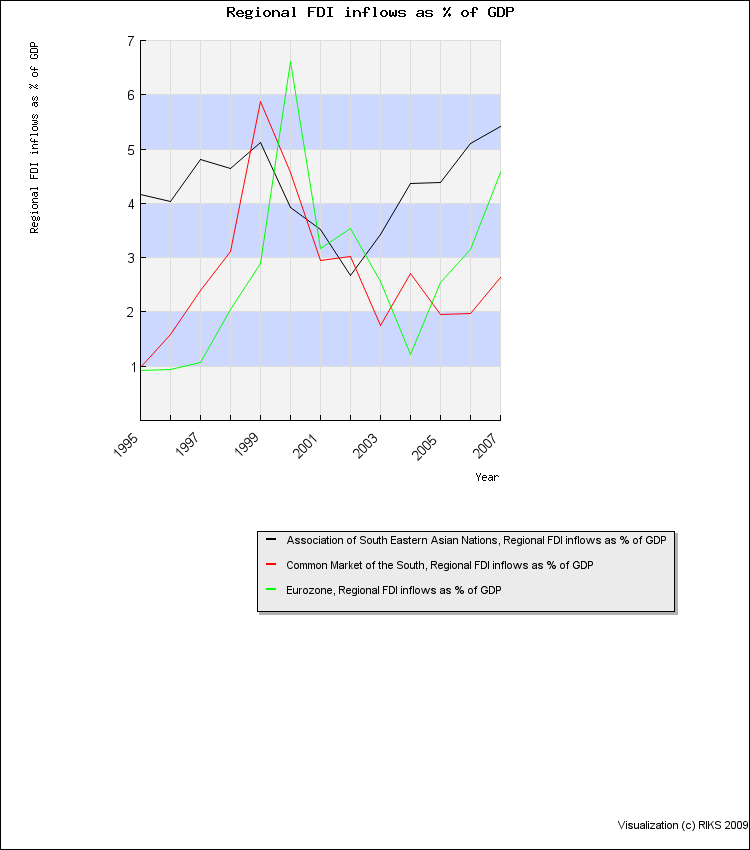 Regional FDI inflows as % of GDP
Regional FDI inflows as % of GDP
7
6
5
4
3
2
1
1995
1997
1999
2001
2003
2005
2007
Year
Association of South Eastern Asian Nations, Regional FDI inflows as % of GDP
Common Market of the South, Regional FDI inflows as % of GDP
Eurozone, Regional FDI inflows as % of GDP
Visualization (c) RIKS 2009